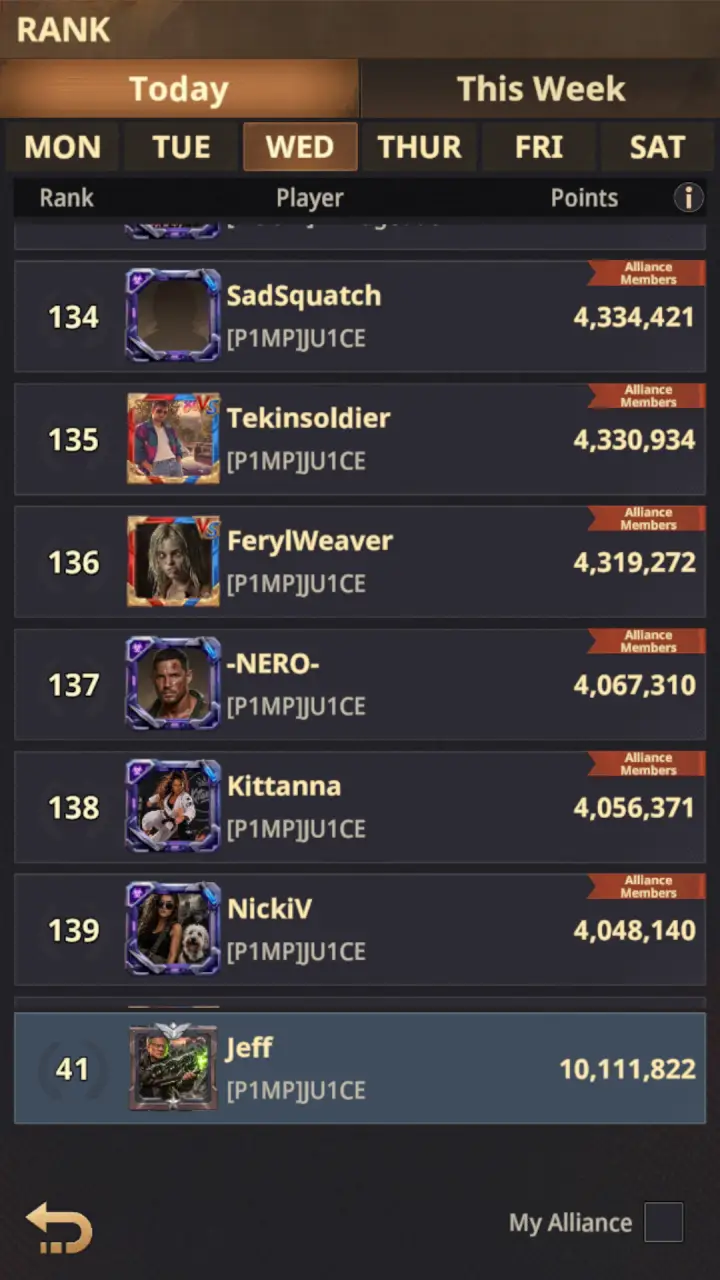 RANK
Today
This Week
MON
TUE
WED
THUR
FRI
SAT
Rank
Player
Points
134
SadSquatch
[P1MP]JU1CE
Alliance
Members
4,334,421
135
Tekinsoldier
[P1MP]JU1CE
Alliance
Members
4,330,934
136
FerylWeaver
[P1MP]JU1CE
Alliance
Members
4,319,272
137
-NERO-
[P1MP]JU1CE
Alliance
Members
4,067,310
138
Kittanna
[P1MP]JU1CE
Alliance
Members
4,056,371
139
NickiV
[P1MP]JU1CE
Alliance
Members
4,048,140
41
Jeff
[P1MP]JU1CE
10,111,822
My Alliance